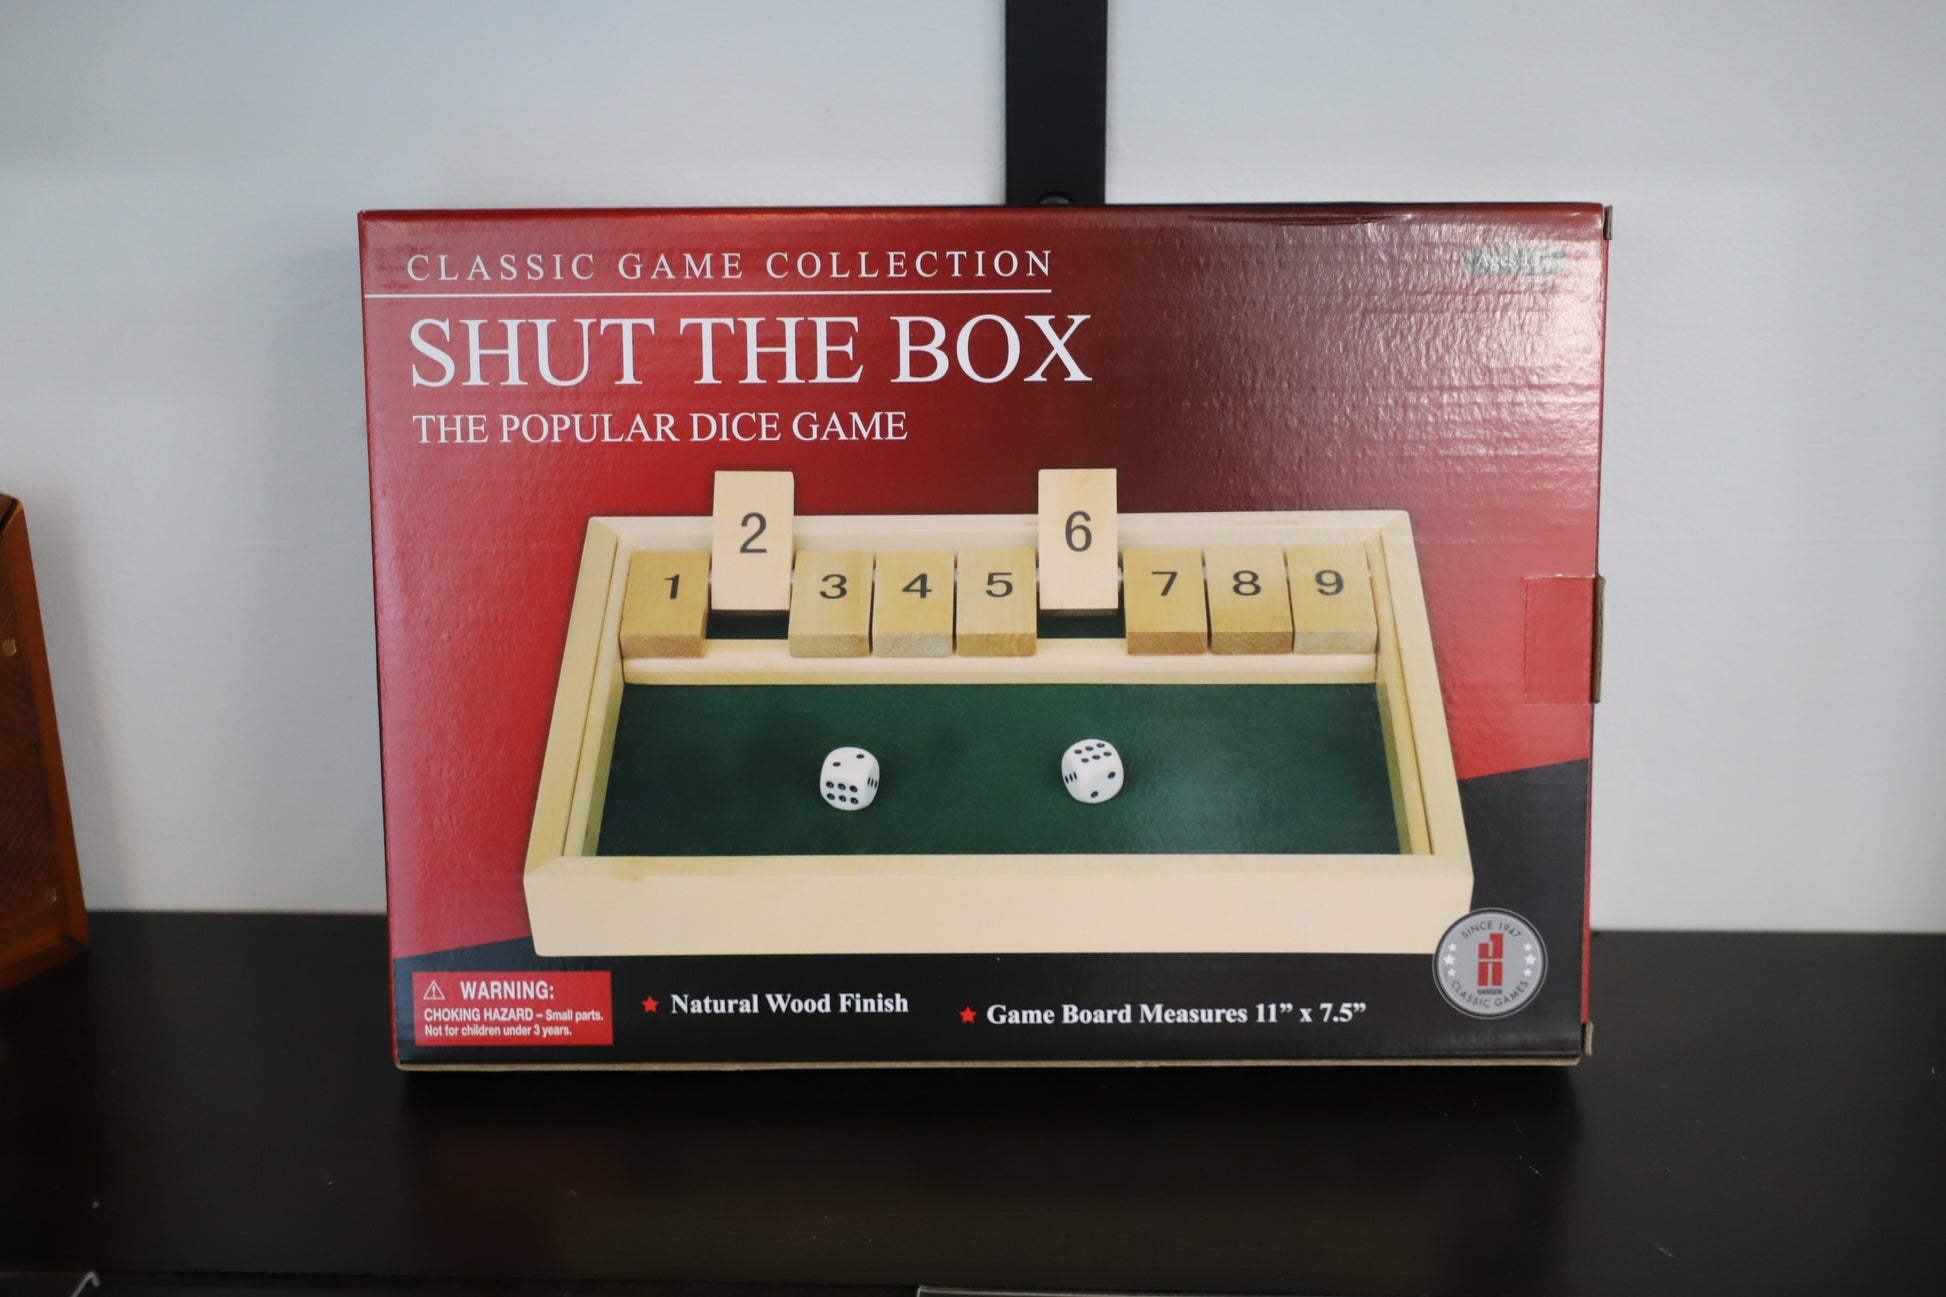 CLASSIC GAME COLLECTION
SHUT THE BOX
THE POPULAR DICE GAME
2
6
1
3
4
5
7
8
9
WARNING:
CHOKING HAZARD – Small parts.
Not for children under 3 years.
Natural Wood Finish
Game Board Measures 11” x 7.5”
SINCE 1947
HANSEN
CLASSIC GAMES
Ages